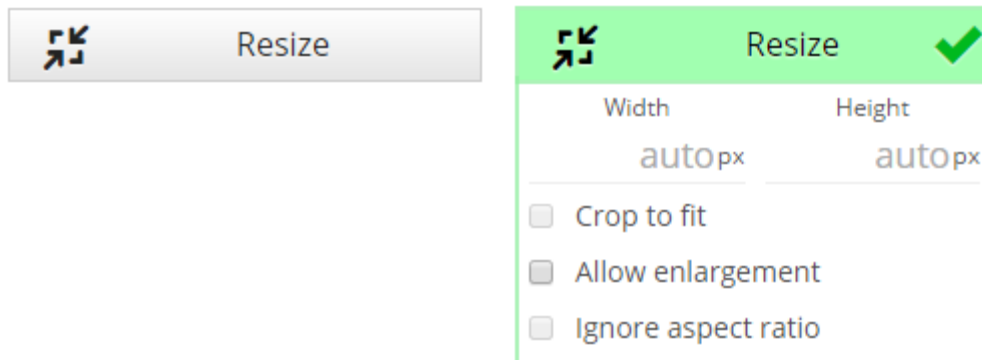 Resize
Resize
Width Height
auto px auto px
Crop to fit
Allow enlargement
Ignore aspect ratio